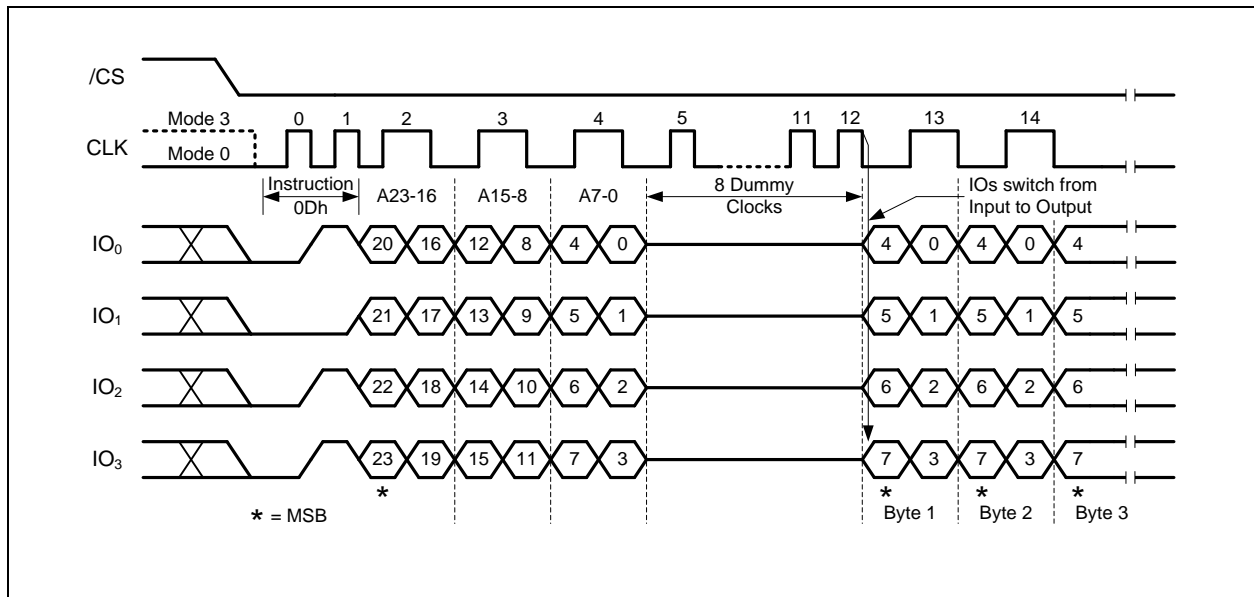 /CS
Mode 3 0 1 2 3 4 5 11 12 13 14
CLK
Mode 0
Instruction 0Dh A23-16 A15-8 A7-0 8 Dummy Clocks IOs switch from Input to Output
IO₀ 20 16 12 8 4 0 4 0 4 0 4
IO₁ 21 17 13 9 5 1 5 1 5 1 5
IO₂ 22 18 14 10 6 2 6 2 6 2 6
IO₃ 23 19 15 11 7 3 7 3 7 3 7
* * * *
* = MSB Byte 1 Byte 2 Byte 3